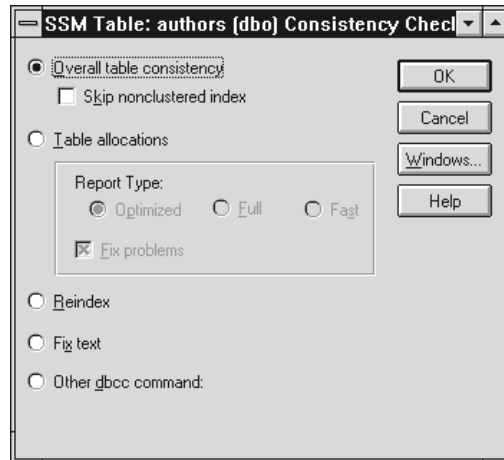 SSM Table: authors (dbo) Consistency Chec
Overall table consistency
Skip nonclustered index
Table allocations
Report Type:
Optimized Full Fast
Fix problems
Reindex
Fix text
Other dbcc command:
OK
Cancel
Windows...
Help